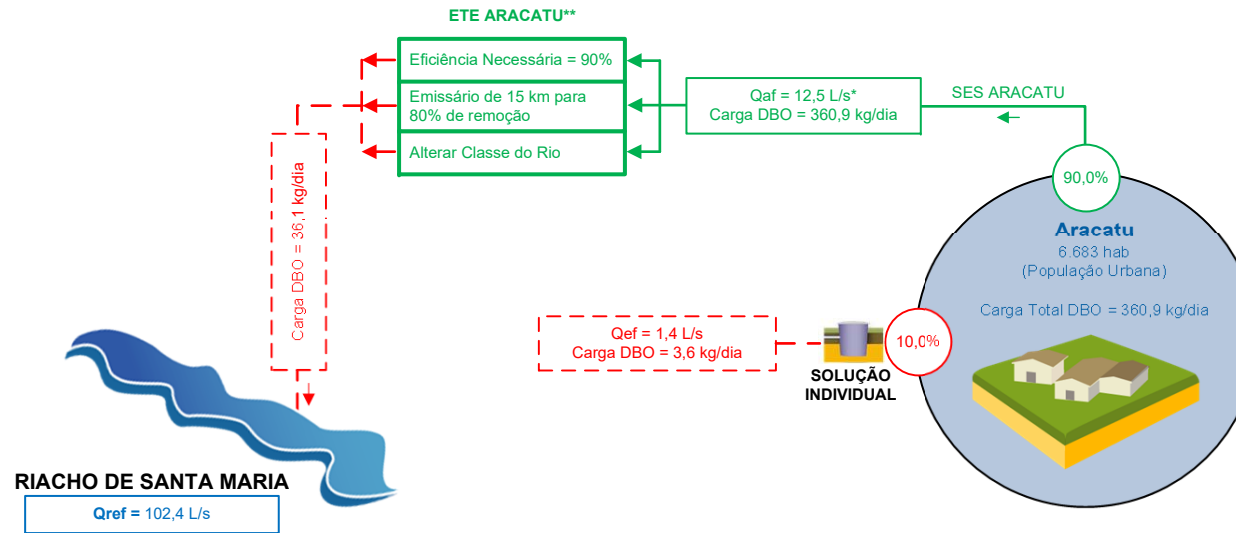 ETE ARACATU**
Eficiência Necessária = 90%
Emissário de 15 km para
80% de remoção
Alterar Classe do Rio
Qaf = 12,5 L/s*
Carga DBO = 360,9 kg/dia
SES ARACATU
90,0%
Aracatu
6.683 hab
(População Urbana)
Carga Total DBO = 360,9 kg/dia
10,0%
SOLUÇÃO
INDIVIDUAL
Qef = 1,4 L/s
Carga DBO = 3,6 kg/dia
Carga DBO = 36,1 kg/dia
RIACHO DE SANTA MARIA
Qref = 102,4 L/s